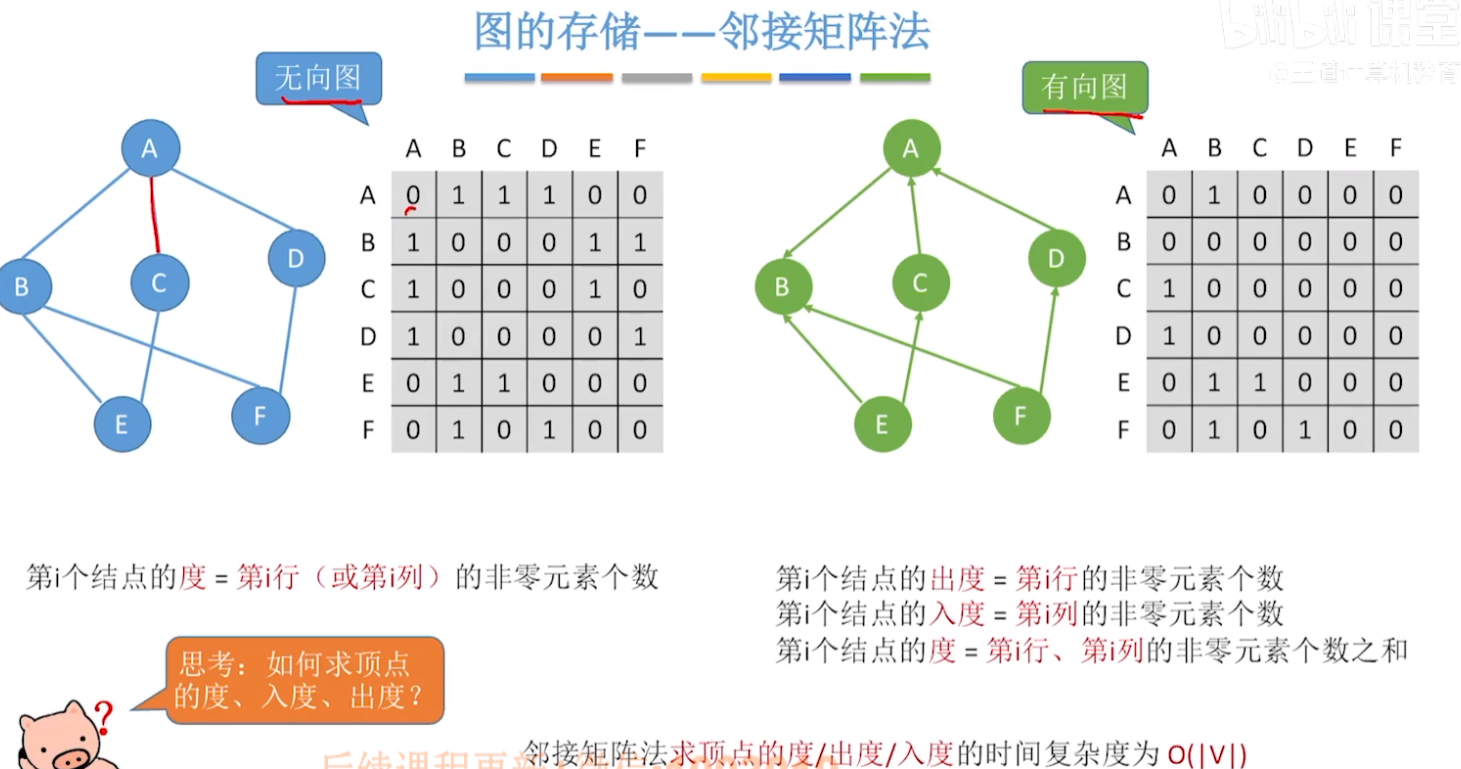 图的存储——邻接矩阵法
bilibili 课堂
@王道计算机教育
无向图
有向图
A
B
C
D
E
F
A B C D E F
A 0 1 1 1 0 0
B 1 0 0 0 1 1
C 1 0 0 0 1 0
D 1 0 0 0 0 1
E 0 1 1 0 0 0
F 0 1 0 1 0 0
A
B
C
D
E
F
A B C D E F
A 0 1 0 0 0 0
B 0 0 0 0 0 0
C 1 0 0 0 0 0
D 1 0 0 0 0 0
E 0 1 1 0 0 0
F 0 1 0 1 0 0
第i个结点的度 = 第i行（或第i列）的非零元素个数
第i个结点的出度 = 第i行的非零元素个数
第i个结点的入度 = 第i列的非零元素个数
第i个结点的度 = 第i行、第i列的非零元素个数之和
思考：如何求顶点
的度、入度、出度？
?
邻接矩阵法求顶点的度/出度/入度的时间复杂度为 O(|V|)
后续课程更新